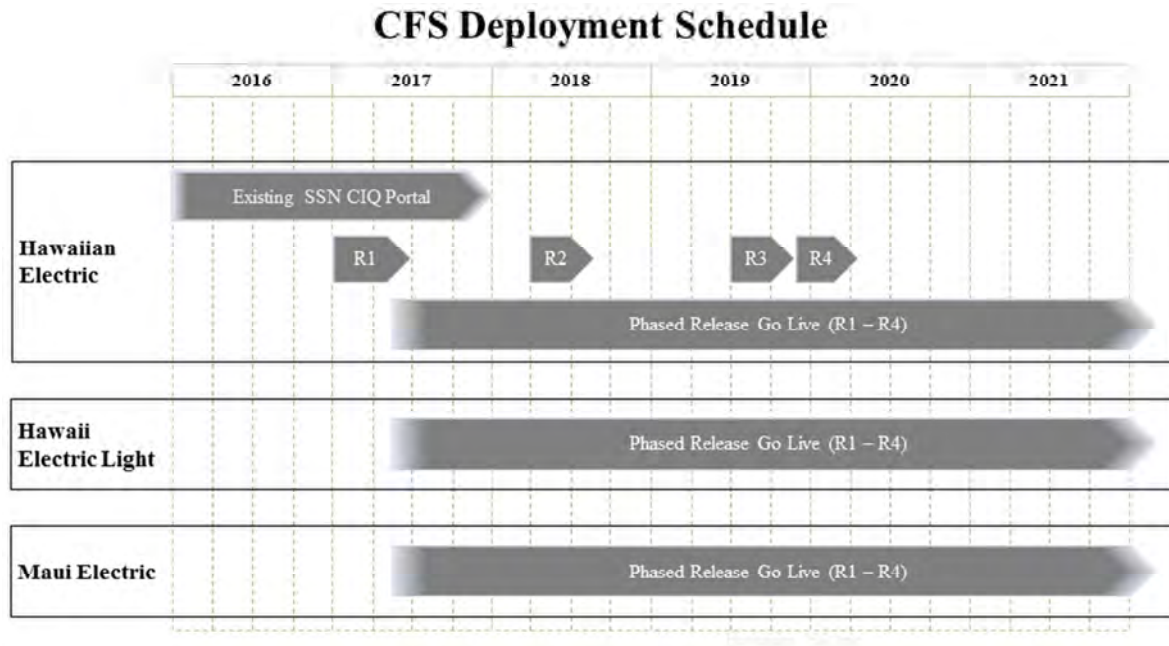 CFS Deployment Schedule
2016 2017 2018 2019 2020 2021
Existing SSN CIQ Portal
Hawaiian
Electric
R1 R2 R3 R4
Phased Release Go Live (R1 – R4)
Hawaii
Electric Light
Phased Release Go Live (R1 – R4)
Maui Electric
Phased Release Go Live (R1 – R4)